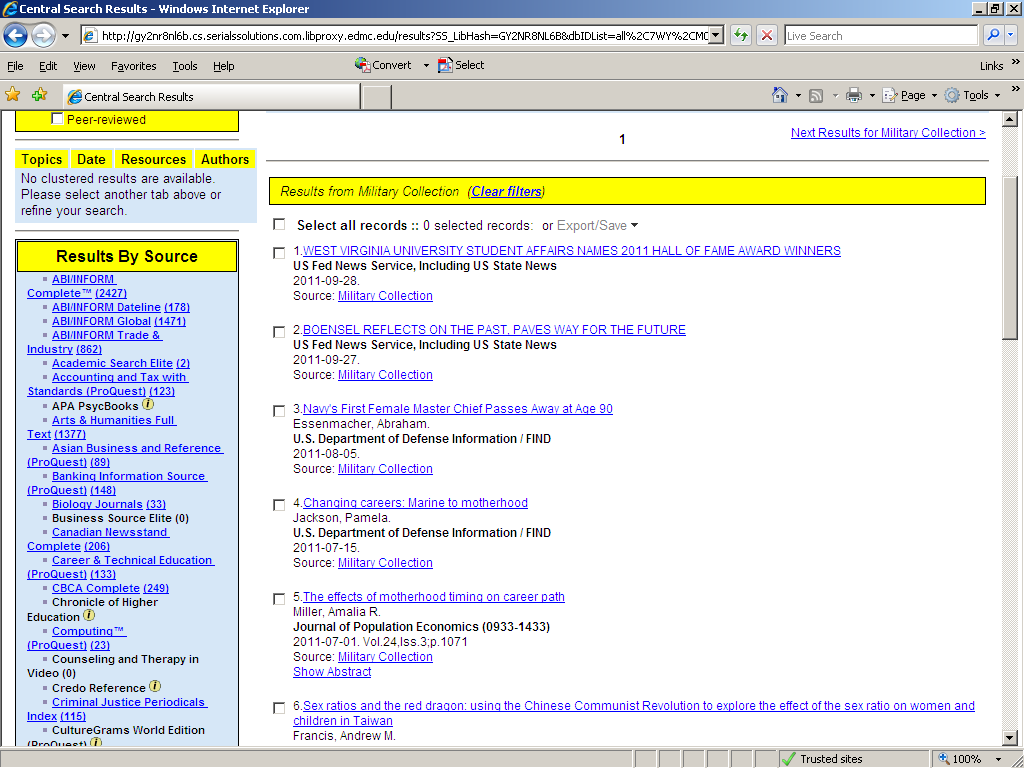 Central Search Results - Windows Internet Explorer
http://gy2nr8nl6b.cs.serialssolutions.com.libproxy.edmc.edu/results?SS_LibHash=GY2NR8NL6B&dbIDList=all%2C7WY%2CMC
Live Search
File Edit View Favorites Tools Help
Convert Select
Links »
Central Search Results
Page Tools »
Peer-reviewed
Topics Date Resources Authors
No clustered results are available.
Please select another tab above or
refine your search.
Results By Source
ABI/INFORM
Complete™ (2427)
ABI/INFORM Dateline (178)
ABI/INFORM Global (1471)
ABI/INFORM Trade &
Industry (862)
Academic Search Elite (2)
Accounting and Tax with
Standards (ProQuest) (123)
APA PsycBooks i
Arts & Humanities Full
Text (1377)
Asian Business and Reference
(ProQuest) (89)
Banking Information Source
(ProQuest) (148)
Biology Journals (33)
Business Source Elite (0)
Canadian Newsstand
Complete (206)
Career & Technical Education
(ProQuest) (133)
CBCA Complete (249)
Chronicle of Higher
Education i
Computing™
(ProQuest) (23)
Counseling and Therapy in
Video (0)
Credo Reference i
Criminal Justice Periodicals
Index (115)
CultureGrams World Edition
(ProQuest) i
1
Next Results for Military Collection >
Results from Military Collection (Clear filters)
Select all records :: 0 selected records: or Export/Save
1.WEST VIRGINIA UNIVERSITY STUDENT AFFAIRS NAMES 2011 HALL OF FAME AWARD WINNERS
US Fed News Service, Including US State News
2011-09-28.
Source: Military Collection
2.BOENSEL REFLECTS ON THE PAST, PAVES WAY FOR THE FUTURE
US Fed News Service, Including US State News
2011-09-27.
Source: Military Collection
3.Navy's First Female Master Chief Passes Away at Age 90
Essenmacher, Abraham.
U.S. Department of Defense Information / FIND
2011-08-05.
Source: Military Collection
4.Changing careers: Marine to motherhood
Jackson, Pamela.
U.S. Department of Defense Information / FIND
2011-07-15.
Source: Military Collection
5.The effects of motherhood timing on career path
Miller, Amalia R.
Journal of Population Economics (0933-1433)
2011-07-01. Vol.24,Iss.3;p.1071
Source: Military Collection
Show Abstract
6.Sex ratios and the red dragon: using the Chinese Communist Revolution to explore the effect of the sex ratio on women and
children in Taiwan
Francis, Andrew M.
Trusted sites
100%